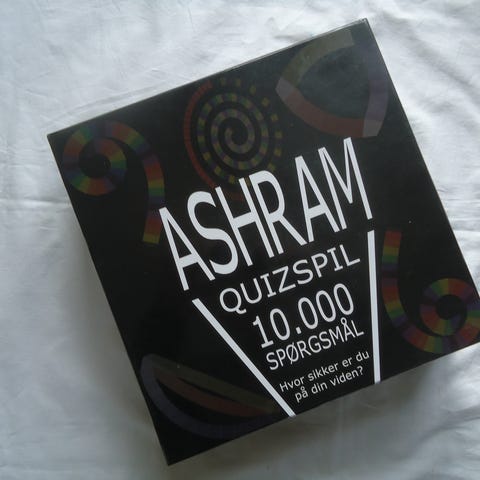 ASHRAM
QUIZSPIL
10.000
SPØRGSMÅL
Hvor sikker er du
på din viden?